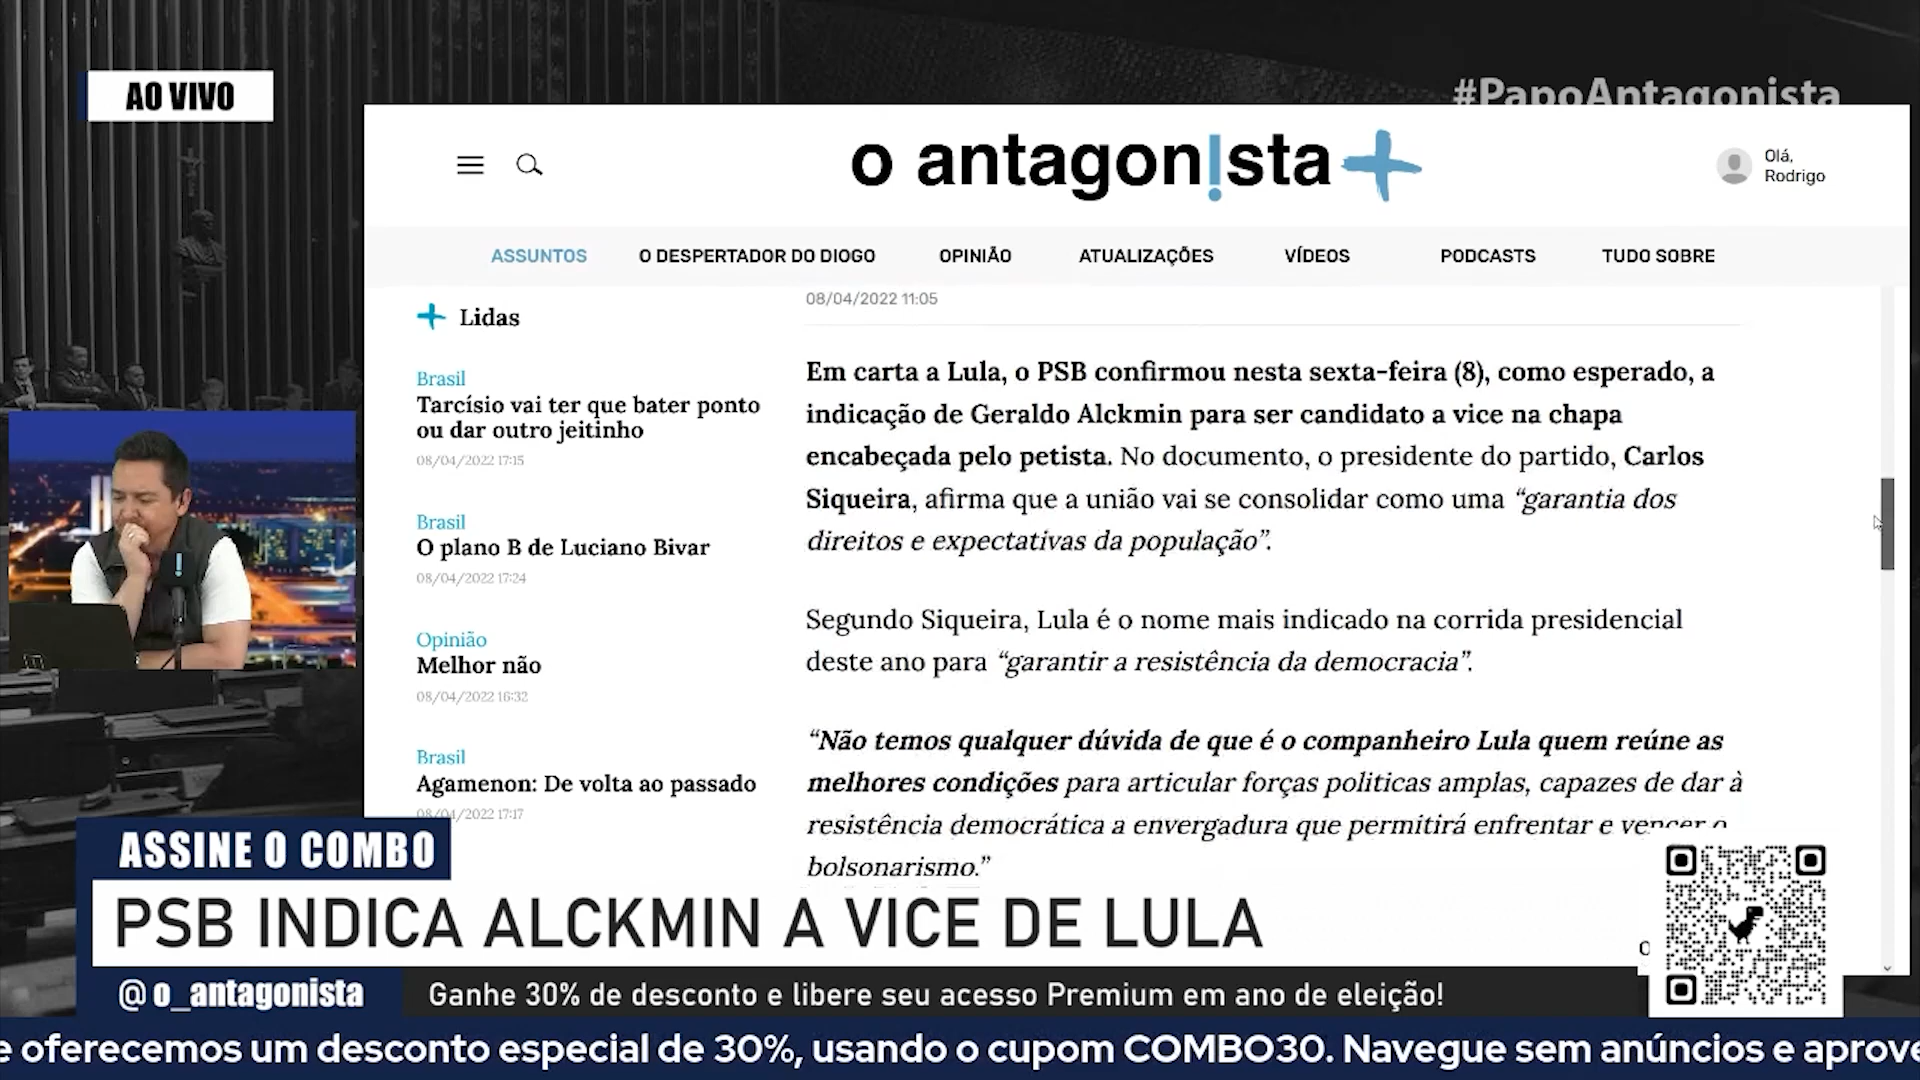 AO VIVO
#PapoAntagonista
o antagon!sta+
Olá,
Rodrigo
ASSUNTOS
O DESPERTADOR DO DIOGO
OPINIÃO
ATUALIZAÇÕES
VÍDEOS
PODCASTS
TUDO SOBRE
+ Lidas
Brasil
Tarcísio vai ter que bater ponto
ou dar outro jeitinho
08/04/2022 17:15
Brasil
O plano B de Luciano Bivar
08/04/2022 17:24
Opinião
Melhor não
08/04/2022 16:32
Brasil
Agamenon: De volta ao passado
08/04/2022 17:17
08/04/2022 11:05
Em carta a Lula, o PSB confirmou nesta sexta-feira (8), como esperado, a
indicação de Geraldo Alckmin para ser candidato a vice na chapa
encabeçada pelo petista. No documento, o presidente do partido, Carlos
Siqueira, afirma que a união vai se consolidar como uma “garantia dos
direitos e expectativas da população”.
Segundo Siqueira, Lula é o nome mais indicado na corrida presidencial
deste ano para “garantir a resistência da democracia”.
“Não temos qualquer dúvida de que é o companheiro Lula quem reúne as
melhores condições para articular forças politicas amplas, capazes de dar à
resistência democrática a envergadura que permitirá enfrentar e vencer o
bolsonarismo.”
ASSINE O COMBO
PSB INDICA ALCKMIN A VICE DE LULA
@o_antagonista
Ganhe 30% de desconto e libere seu acesso Premium em ano de eleição!
e oferecemos um desconto especial de 30%, usando o cupom COMBO30. Navegue sem anúncios e aprove